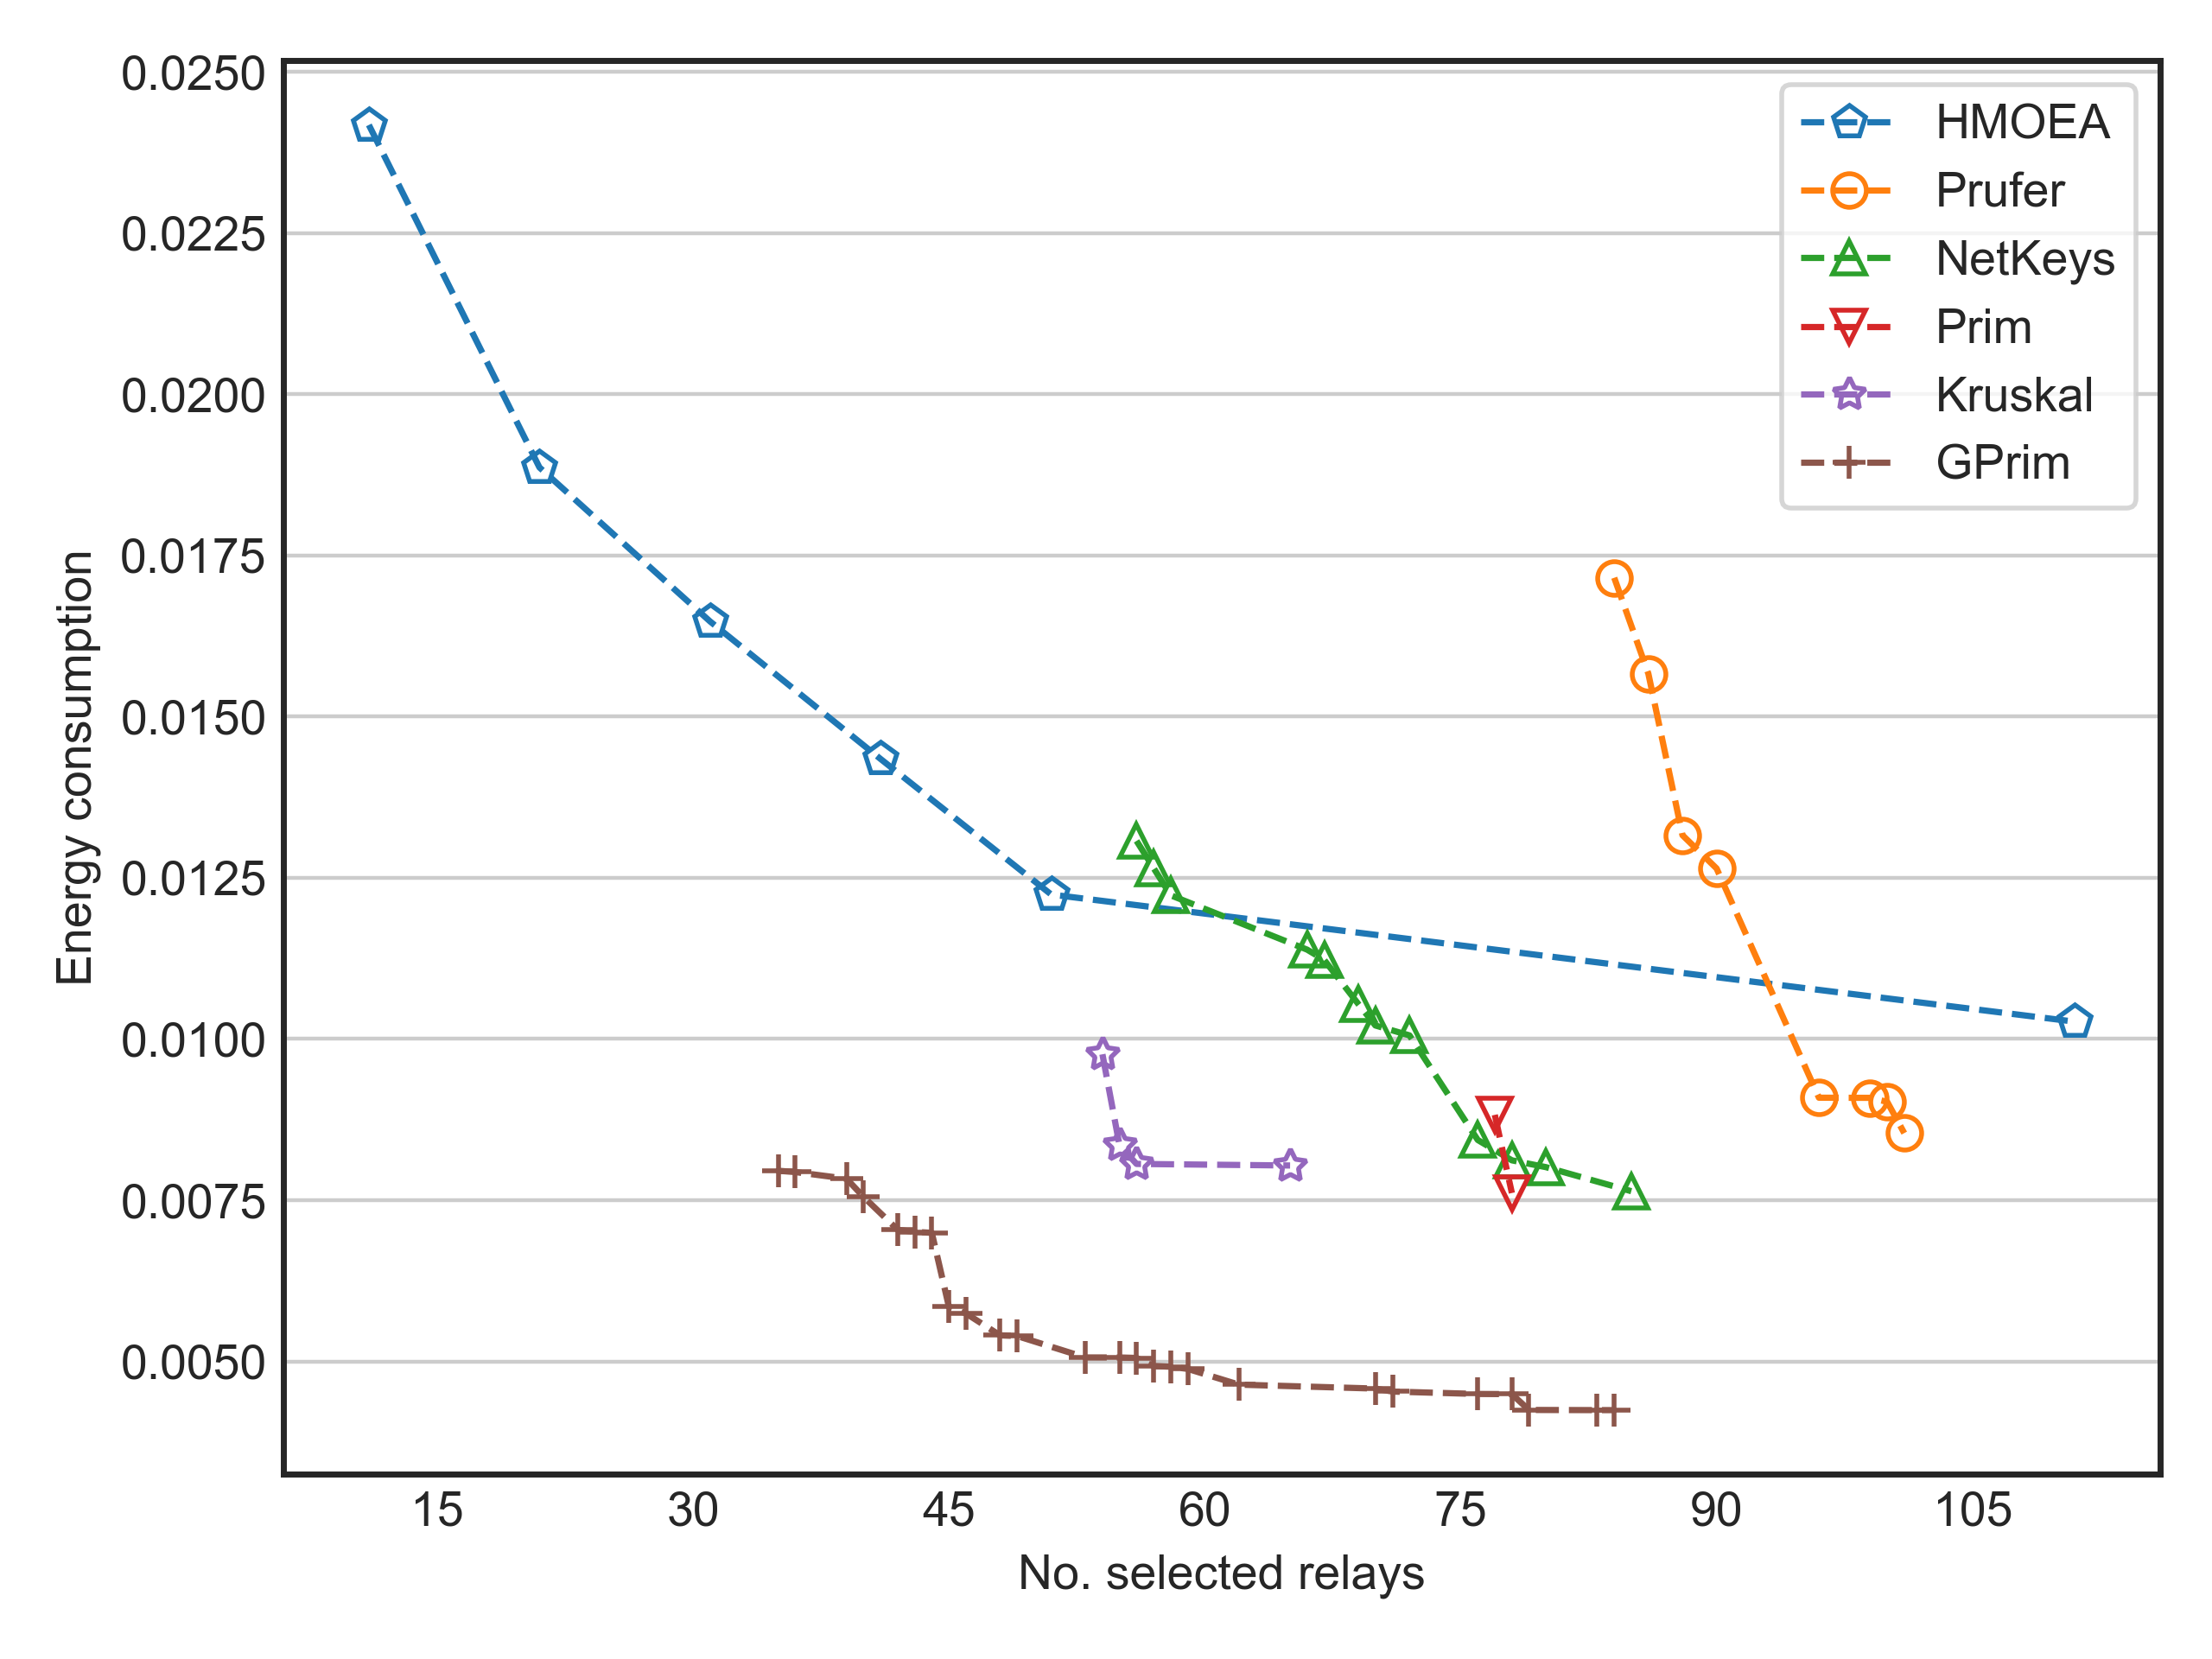 0.0250
0.0225
0.0200
0.0175
0.0150
0.0125
0.0100
0.0075
0.0050
Energy consumption
HMOEA
Prufer
NetKeys
Prim
Kruskal
GPrim
15 30 45 60 75 90 105
No. selected relays